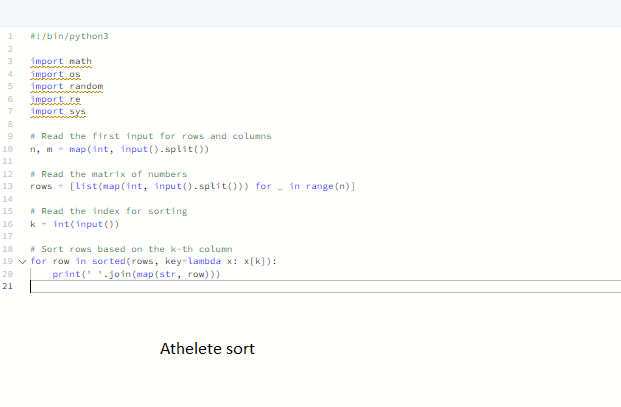 1 #!/bin/python3
2
3 import math
4 import os
5 import random
6 import re
7 import sys
8
9 # Read the first input for rows and columns
10 n, m = map(int, input().split())
11
12 # Read the matrix of numbers
13 rows = [list(map(int, input().split())) for _ in range(n)]
14
15 # Read the index for sorting
16 k = int(input())
17
18 # Sort rows based on the k-th column
19 for row in sorted(rows, key=lambda x: x[k]):
20     print(' '.join(map(str, row)))
21
Athelete sort